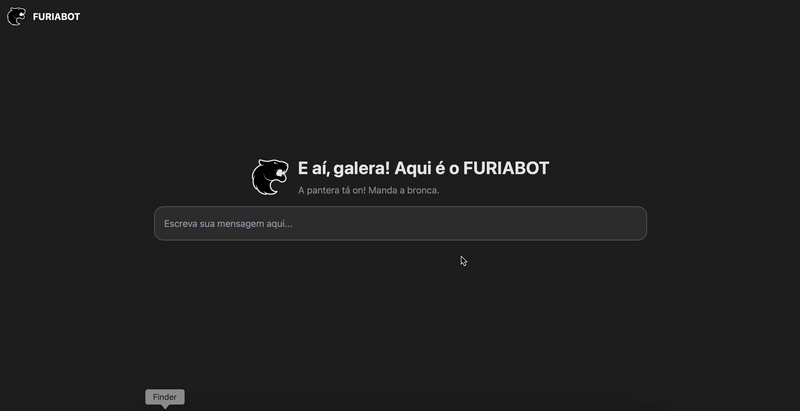 FURIABOT
E aí, galera! Aqui é o FURIABOT
A pantera tá on! Manda a bronca.
Escreva sua mensagem aqui...
Finder